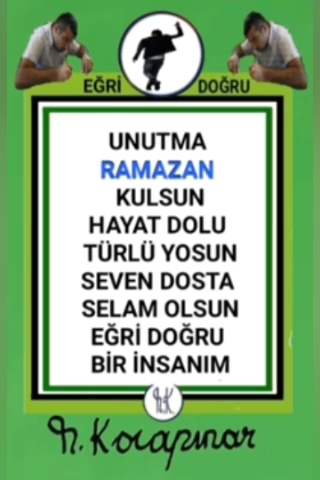 EĞRİ DOĞRU
UNUTMA
RAMAZAN
KULSUN
HAYAT DOLU
TÜRLÜ YOSUN
SEVEN DOSTA
SELAM OLSUN
EĞRİ DOĞRU
BİR İNSANIM
N.K
N. Kocapınar